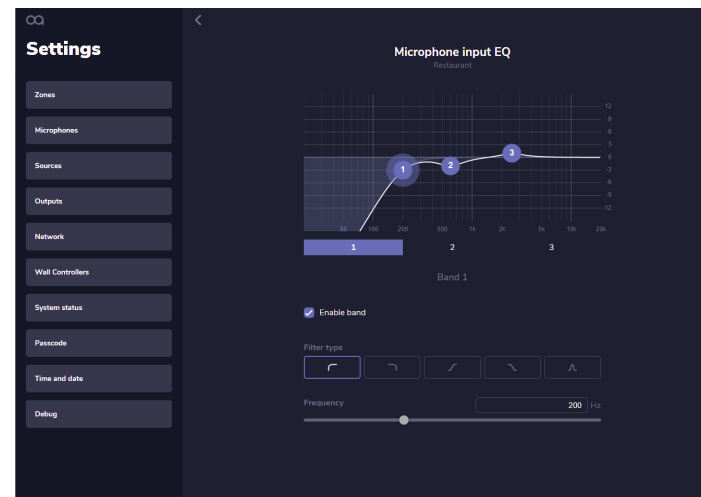 Settings
Zones
Microphones
Sources
Outputs
Network
Wall Controllers
System status
Passcode
Time and date
Debug
Microphone input EQ
Restaurant
12
9
6
3
0
-3
-6
-9
-12
1
2
3
50 100 200 500 1k 2k 5k 10k 20k
1 2 3
Band 1
Enable band
Filter type
Frequency 200 Hz